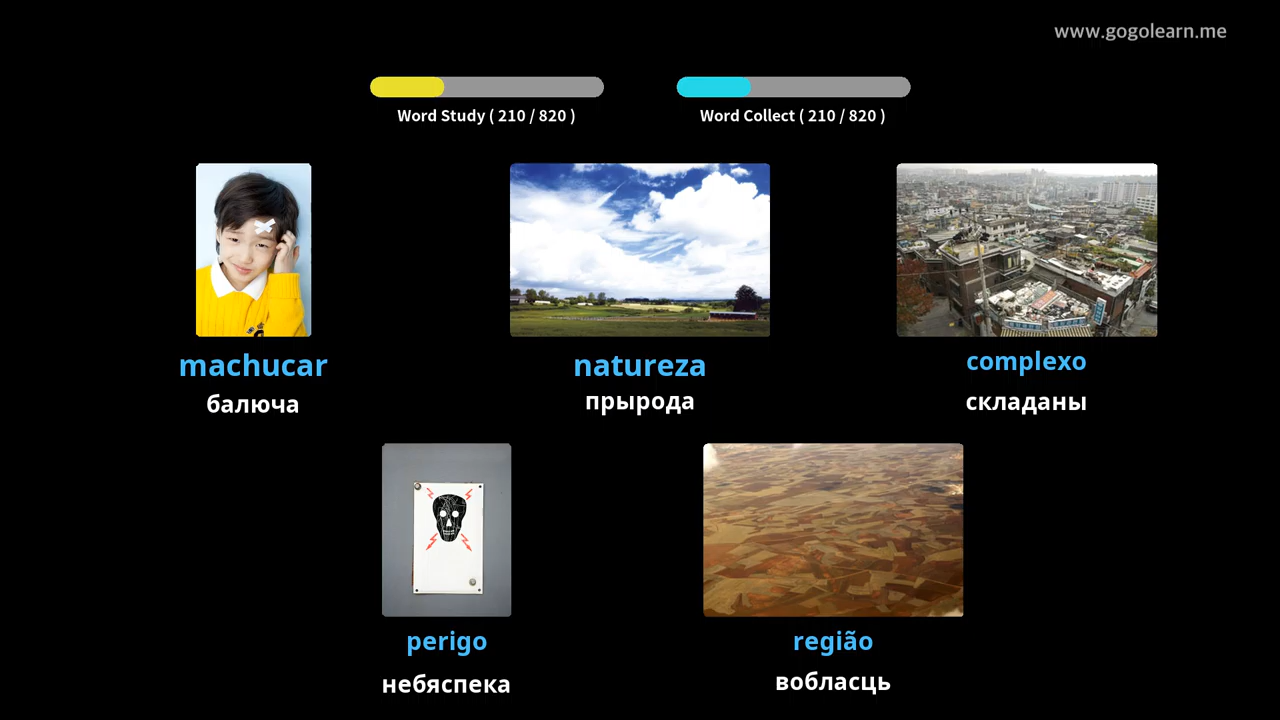 www.gogolearn.me
Word Study ( 210 / 820 )
Word Collect ( 210 / 820 )
machucar
балюча
natureza
прырода
complexo
складаны
perigo
небяспека
região
вобласць